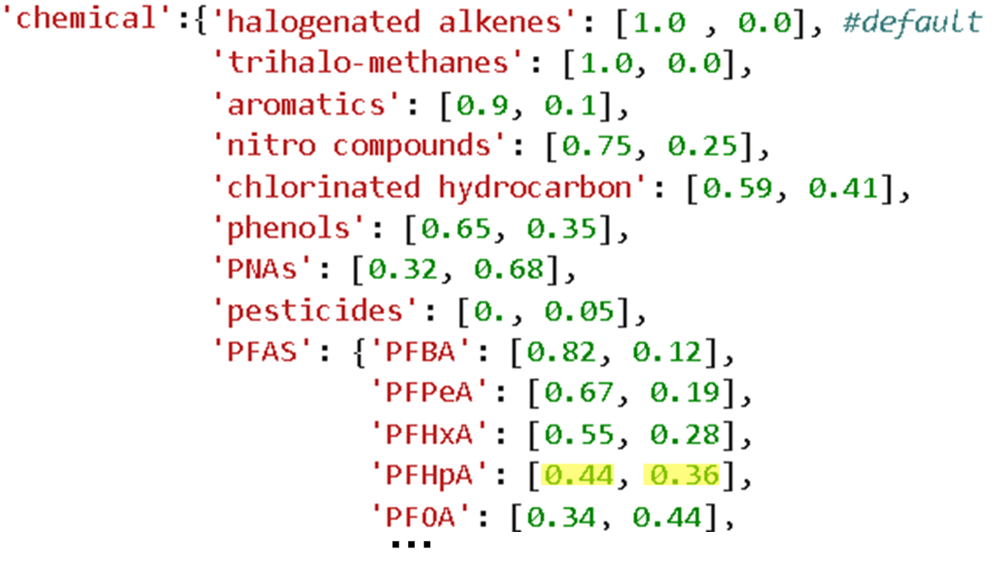 'chemical':{'halogenated alkenes': [1.0 , 0.0], #default
'trihalo-methanes': [1.0, 0.0],
'aromatics': [0.9, 0.1],
'nitro compounds': [0.75, 0.25],
'chlorinated hydrocarbon': [0.59, 0.41],
'phenols': [0.65, 0.35],
'PNAs': [0.32, 0.68],
'pesticides': [0., 0.05],
'PFAS': {'PFBA': [0.82, 0.12],
'PFPeA': [0.67, 0.19],
'PFHxA': [0.55, 0.28],
'PFHpA': [0.44, 0.36],
'PFOA': [0.34, 0.44],
...